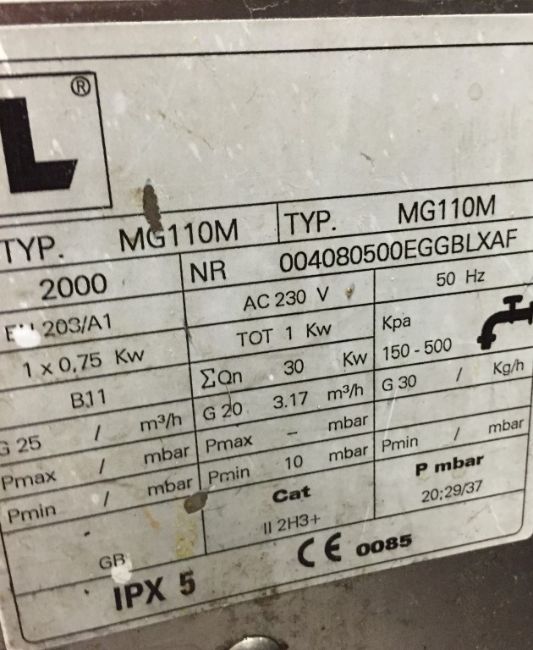 L ®
TYP. MG110M TYP. MG110M
2000 NR 004080500EGGBLXAF
203/A1 AC 230 V 50 Hz
1 x 0,75 Kw TOT 1 Kw Kpa
150 - 500
B11 ΣQn 30 Kw
G 25 / m³/h G 20 3.17 m³/h G 30 / Kg/h
Pmax / mbar Pmax – mbar
Pmin / mbar Pmin 10 mbar Pmin / mbar
Cat P mbar
GB II 2H3+ 20;29/37
IPX 5 CE 0085